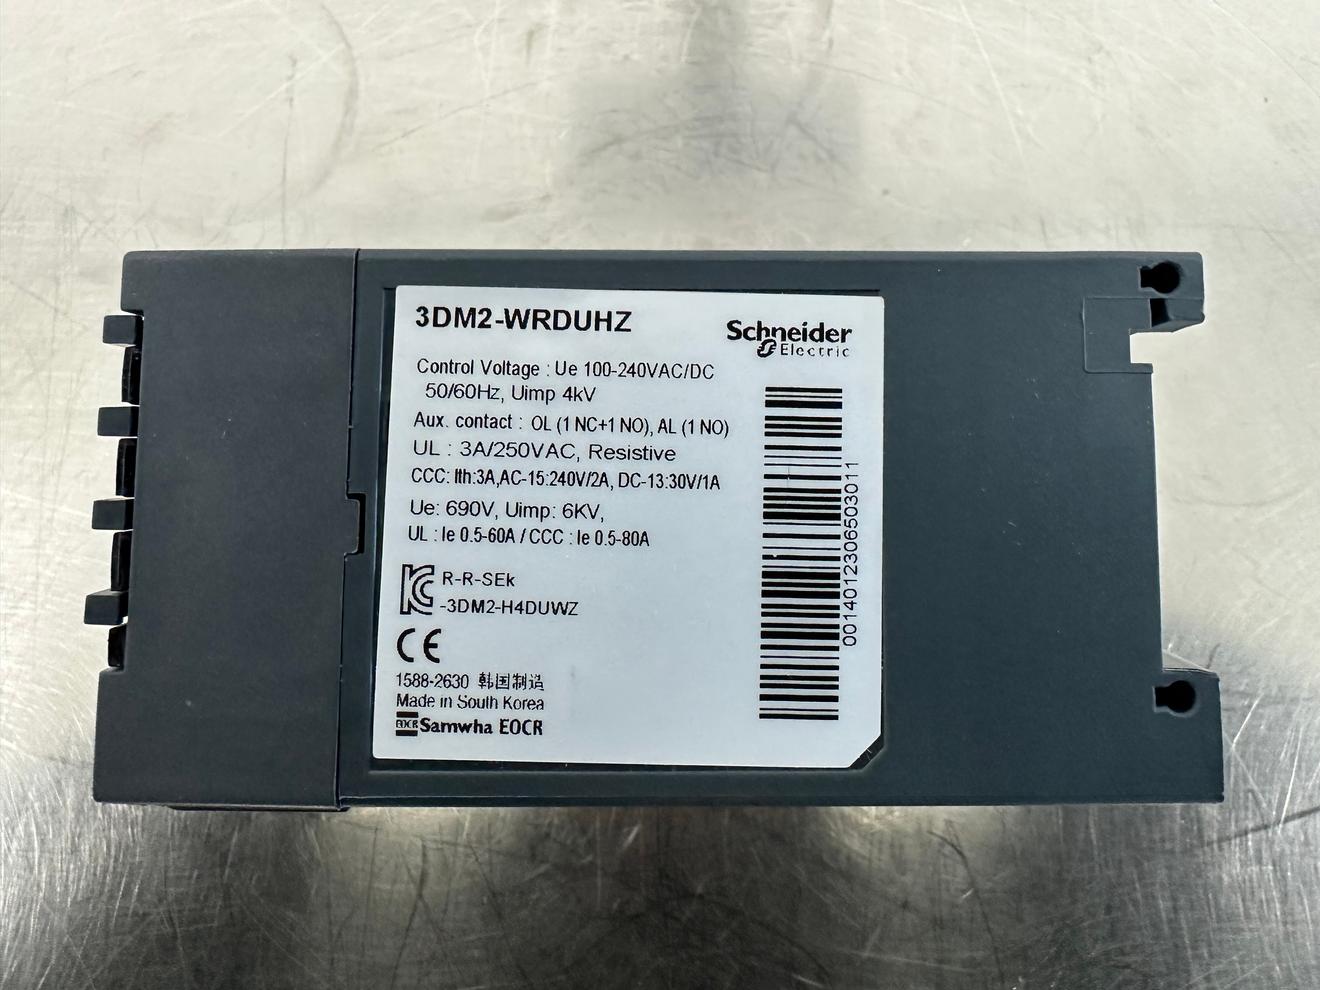 3DM2-WRDUHZ
Schneider
Electric
Control Voltage : Ue 100-240VAC/DC
50/60Hz, Uimp 4kV
Aux. contact : OL (1 NC+1 NO), AL (1 NO)
UL : 3A/250VAC, Resistive
CCC: Ith:3A,AC-15:240V/2A, DC-13:30V/1A
Ue: 690V, Uimp: 6KV,
UL : Ie 0.5-60A / CCC : Ie 0.5-80A
R-R-SEk
-3DM2-H4DUWZ
CE
1588-2630 韩国制造
Made in South Korea
EOCR Samwha EOCR
0014012306503011